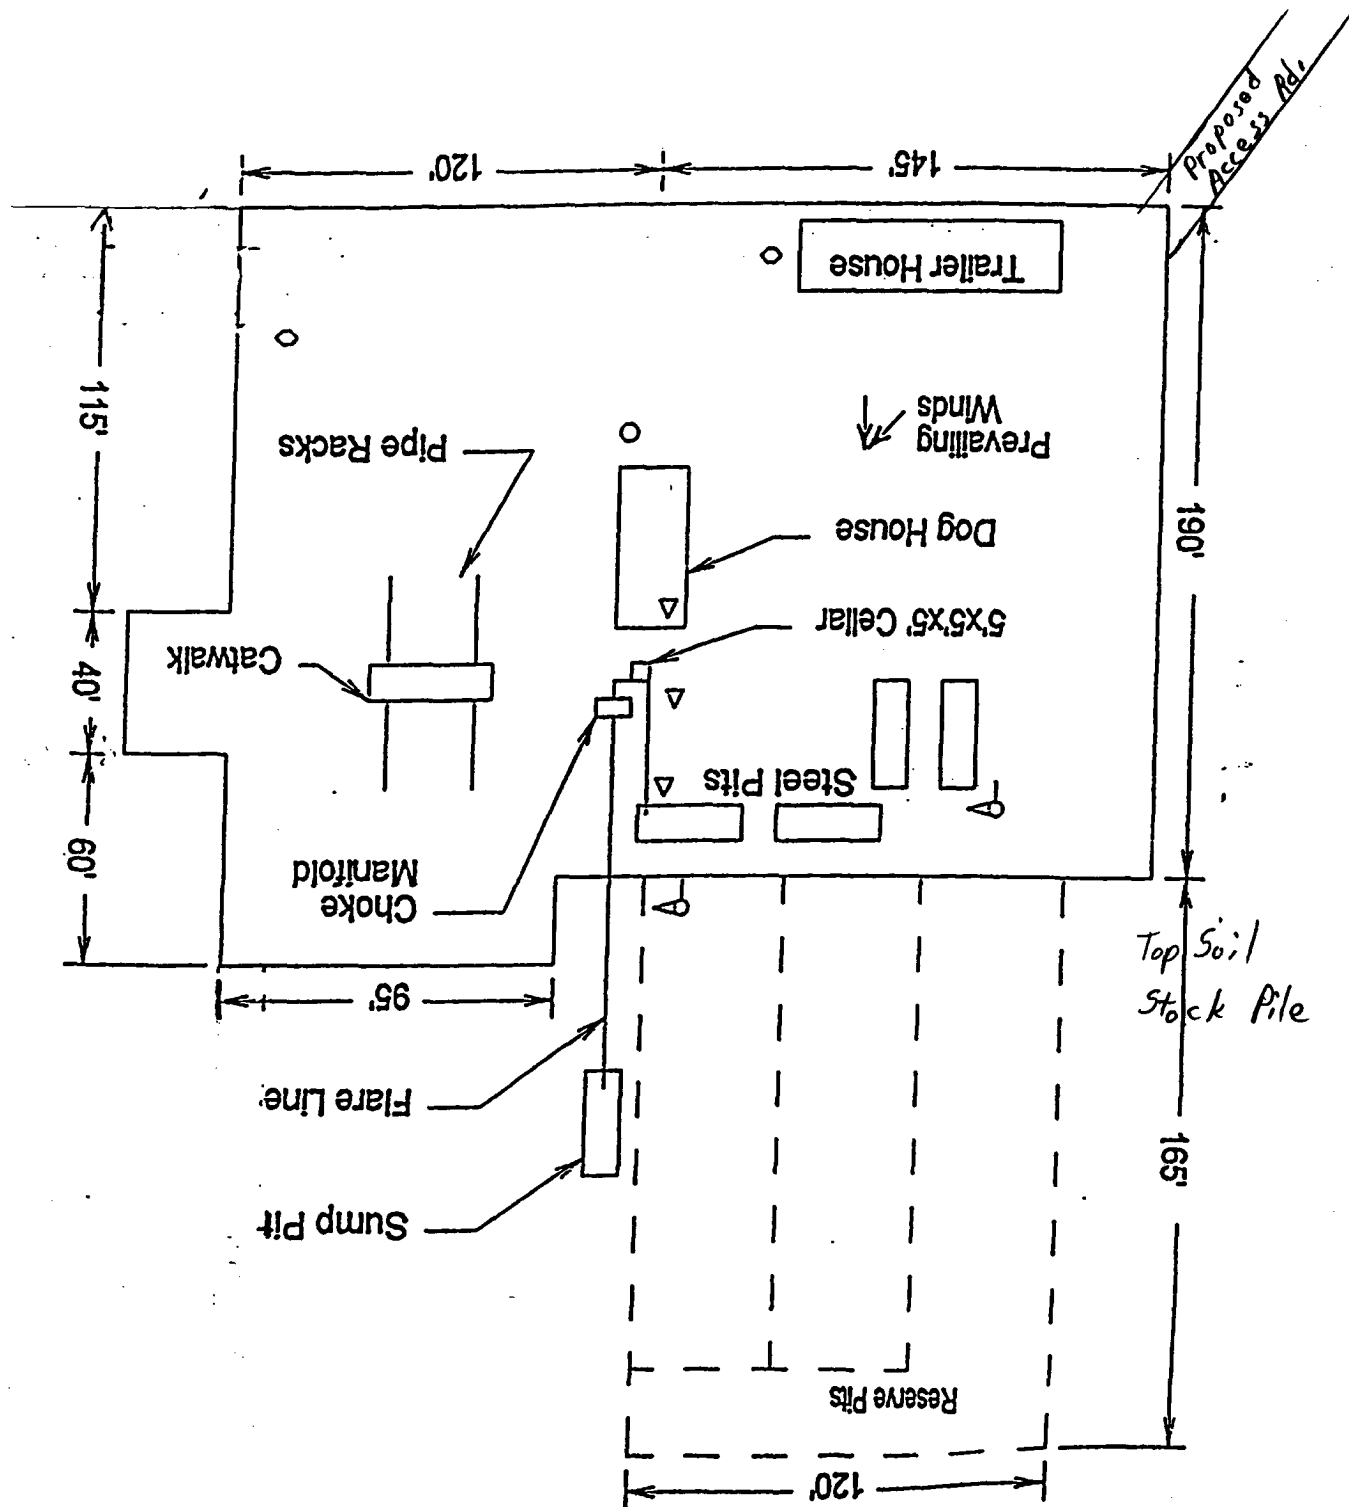 Proposed
Access Rd.
120'
145'
Trailer House
115'
Pipe Racks
Prevailing
Winds
190'
Dog House
5'x5'x5' Cellar
Catwalk
40'
Steel Pits
60'
Choke
Manifold
Top Soil
Stock Pile
95'
Flare Line
165'
Sump Pit
Reserve Pits
120'